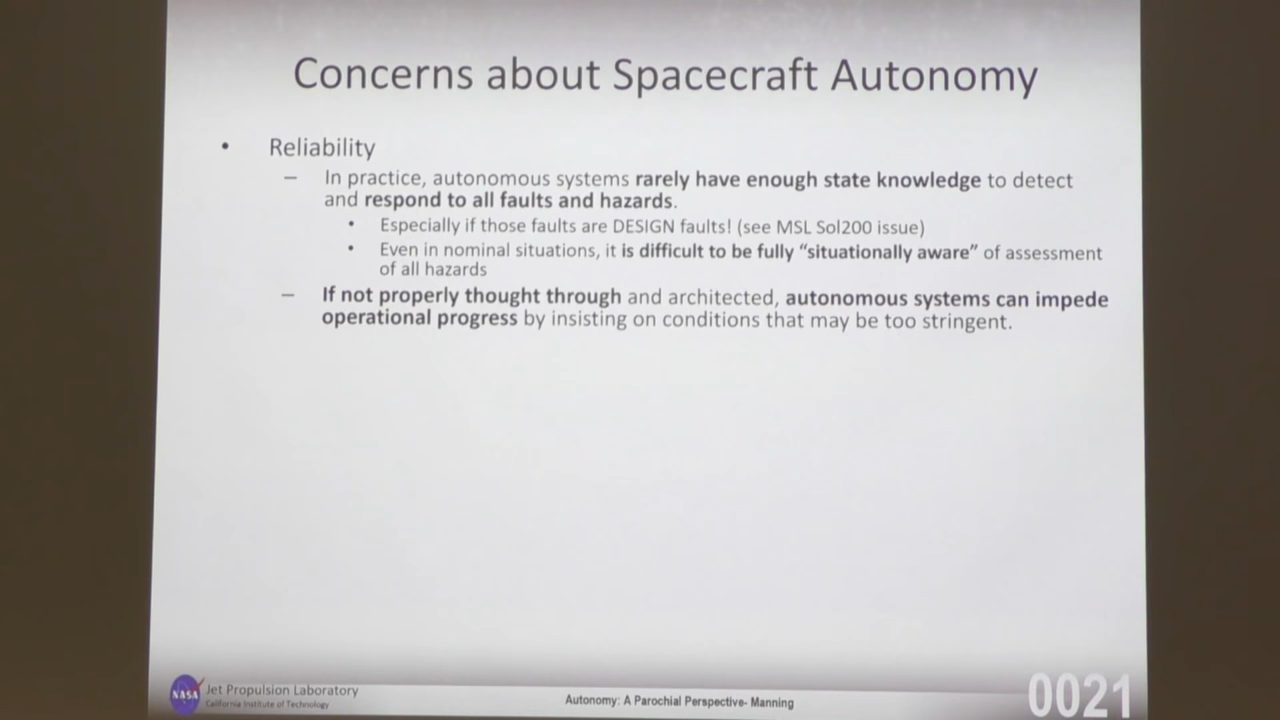 Concerns about Spacecraft Autonomy
• Reliability
– In practice, autonomous systems rarely have enough state knowledge to detect
and respond to all faults and hazards.
• Especially if those faults are DESIGN faults! (see MSL Sol200 issue)
• Even in nominal situations, it is difficult to be fully “situationally aware” of assessment
of all hazards
– If not properly thought through and architected, autonomous systems can impede
operational progress by insisting on conditions that may be too stringent.
NASA
Jet Propulsion Laboratory
California Institute of Technology
Autonomy: A Parochial Perspective- Manning
0021